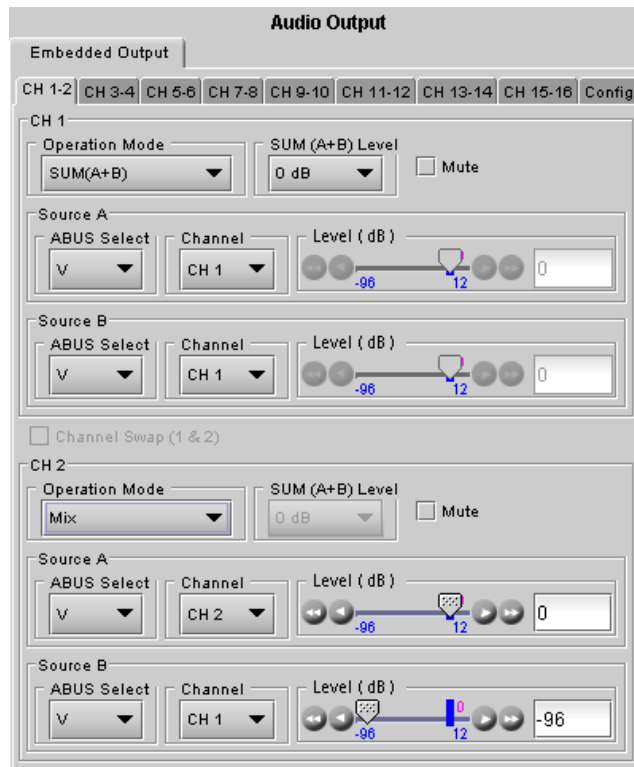 Audio Output
Embedded Output
CH 1-2 CH 3-4 CH 5-6 CH 7-8 CH 9-10 CH 11-12 CH 13-14 CH 15-16 Config
CH 1
Operation Mode SUM (A+B) Level
SUM(A+B) 0 dB Mute
Source A
ABUS Select Channel Level ( dB )
V CH 1 -96 12 0
Source B
ABUS Select Channel Level ( dB )
V CH 1 -96 12 0
Channel Swap (1 & 2)
CH 2
Operation Mode SUM (A+B) Level
Mix 0 dB Mute
Source A
ABUS Select Channel Level ( dB )
V CH 2 -96 12 0
Source B
ABUS Select Channel Level ( dB )
V CH 1 -96 0 12 -96